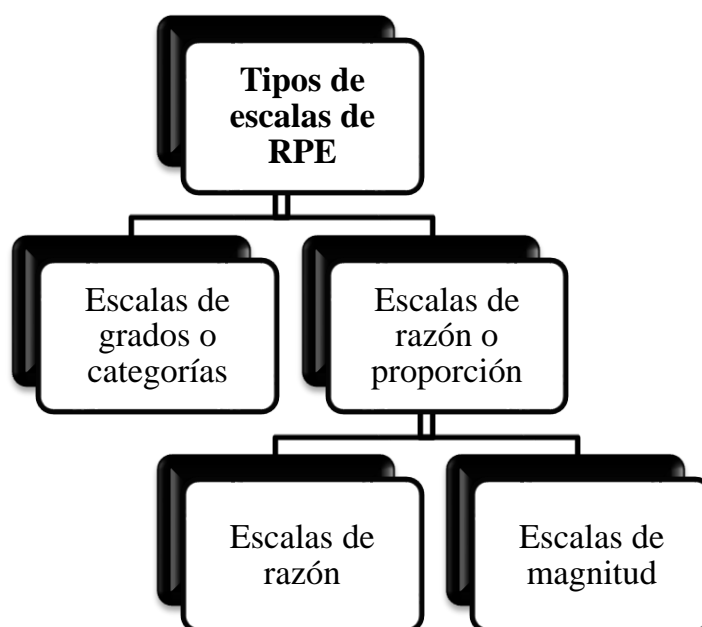 Tipos de
escalas de
RPE
Escalas de
grados o
categorías
Escalas de
razón o
proporción
Escalas de
razón
Escalas de
magnitud